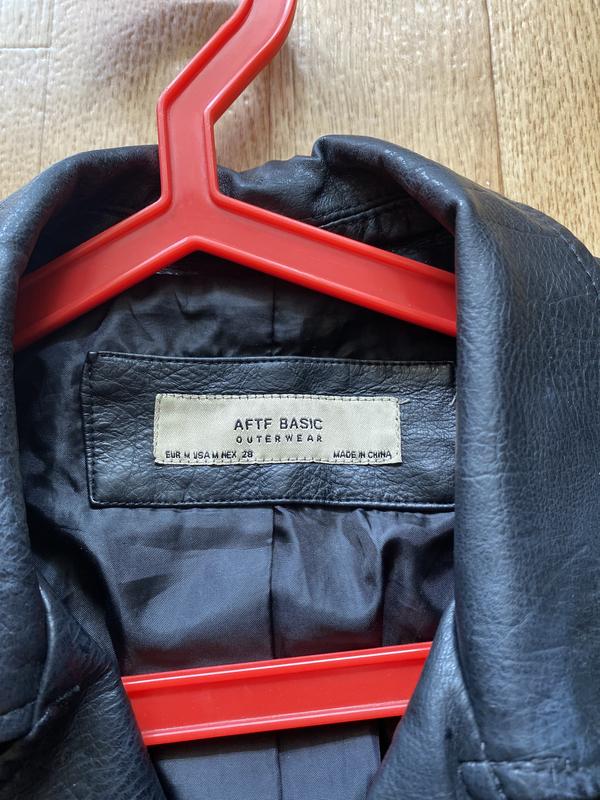 AFTF BASIC
OUTERWEAR
EUR M USA M MEX 28 MADE IN CHINA